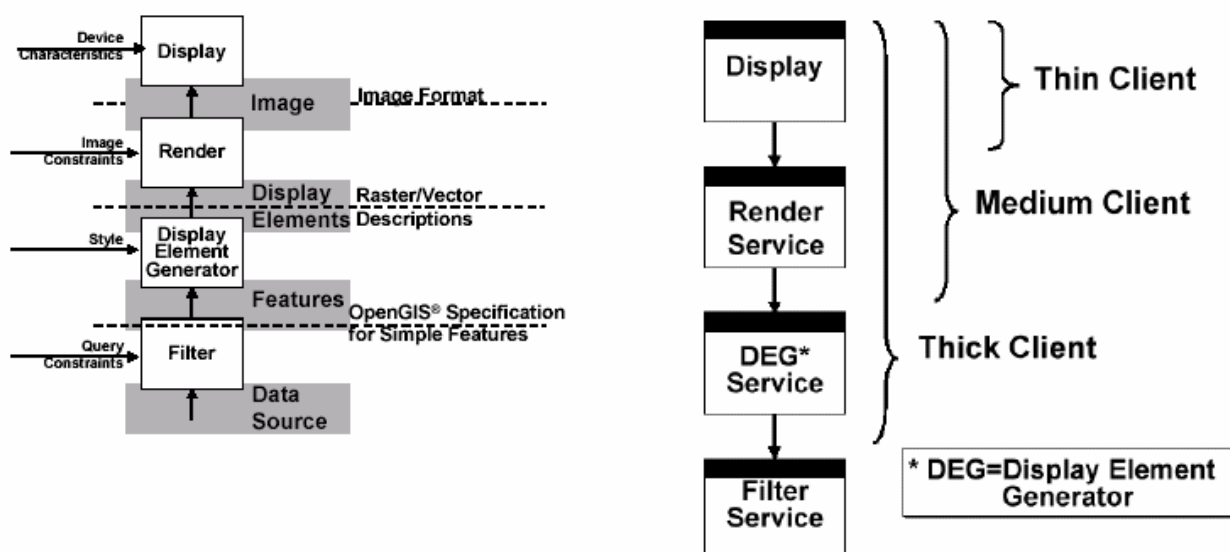 Device
Characteristics
Display
Image
Image Format
Image
Constraints
Render
Display
Elements
Raster/Vector
Descriptions
Style
Display
Element
Generator
Features
OpenGIS® Specification
for Simple Features
Query
Constraints
Filter
Data
Source
Display
Thin Client
Render
Service
Medium Client
DEG*
Service
Thick Client
Filter
Service
* DEG=Display Element
Generator